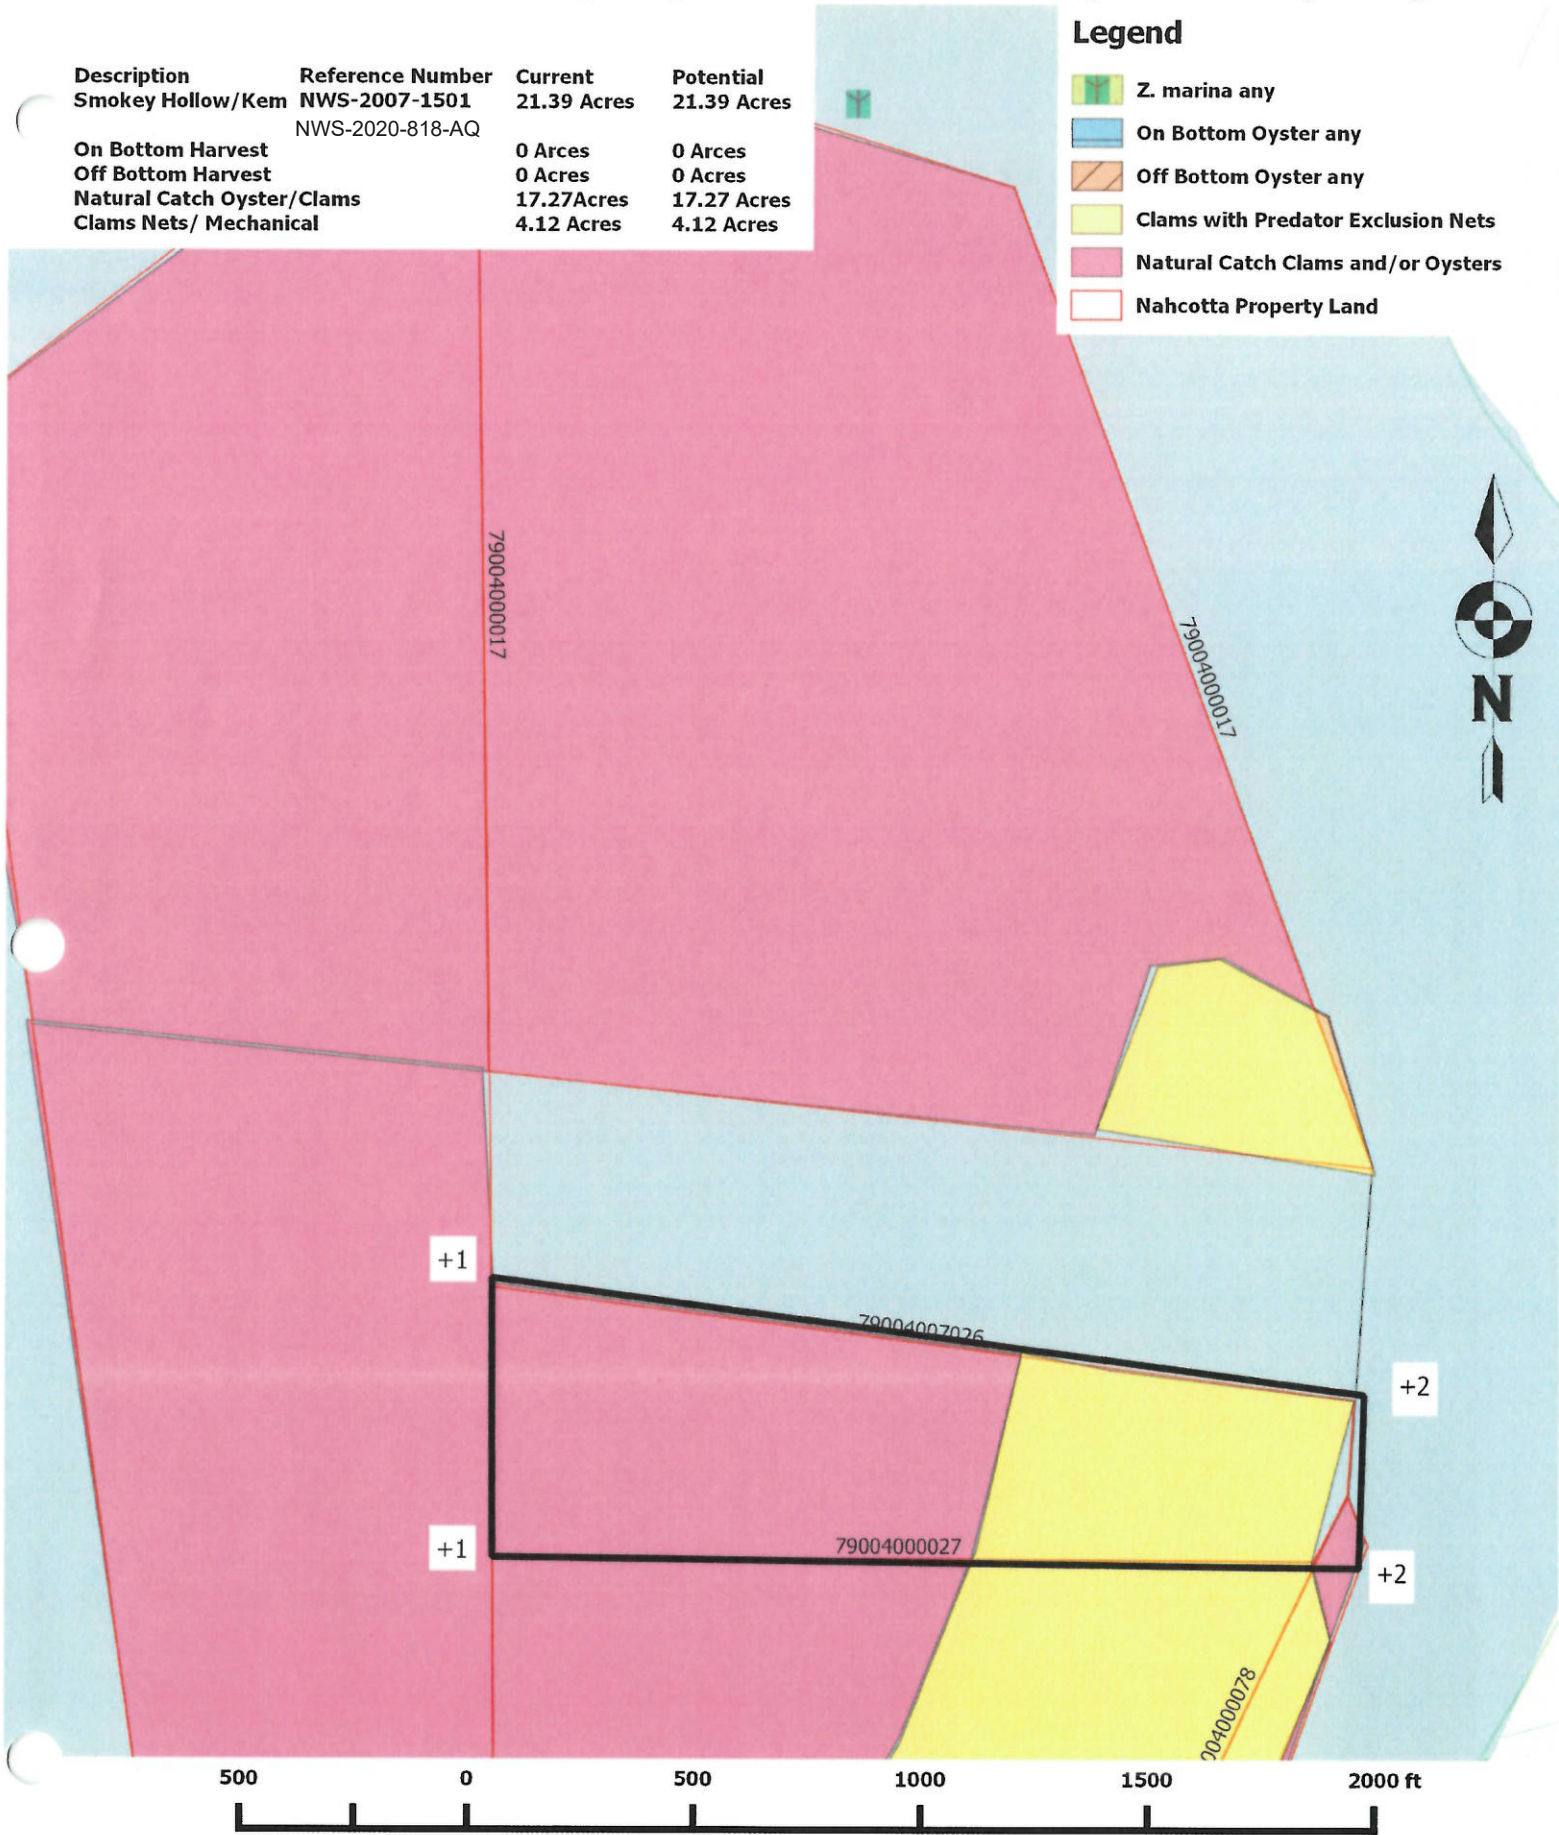 Description Reference Number Current Potential
Smokey Hollow/Kem NWS-2007-1501 21.39 Acres 21.39 Acres
NWS-2020-818-AQ
On Bottom Harvest 0 Arces 0 Arces
Off Bottom Harvest 0 Acres 0 Acres
Natural Catch Oyster/Clams 17.27Acres 17.27 Acres
Clams Nets/ Mechanical 4.12 Acres 4.12 Acres
Legend
Z. marina any
On Bottom Oyster any
Off Bottom Oyster any
Clams with Predator Exclusion Nets
Natural Catch Clams and/or Oysters
Nahcotta Property Land
79004000017
79004000017
N
+1
79004007026
+2
+1
79004000027
+2
004000078
500 0 500 1000 1500 2000 ft